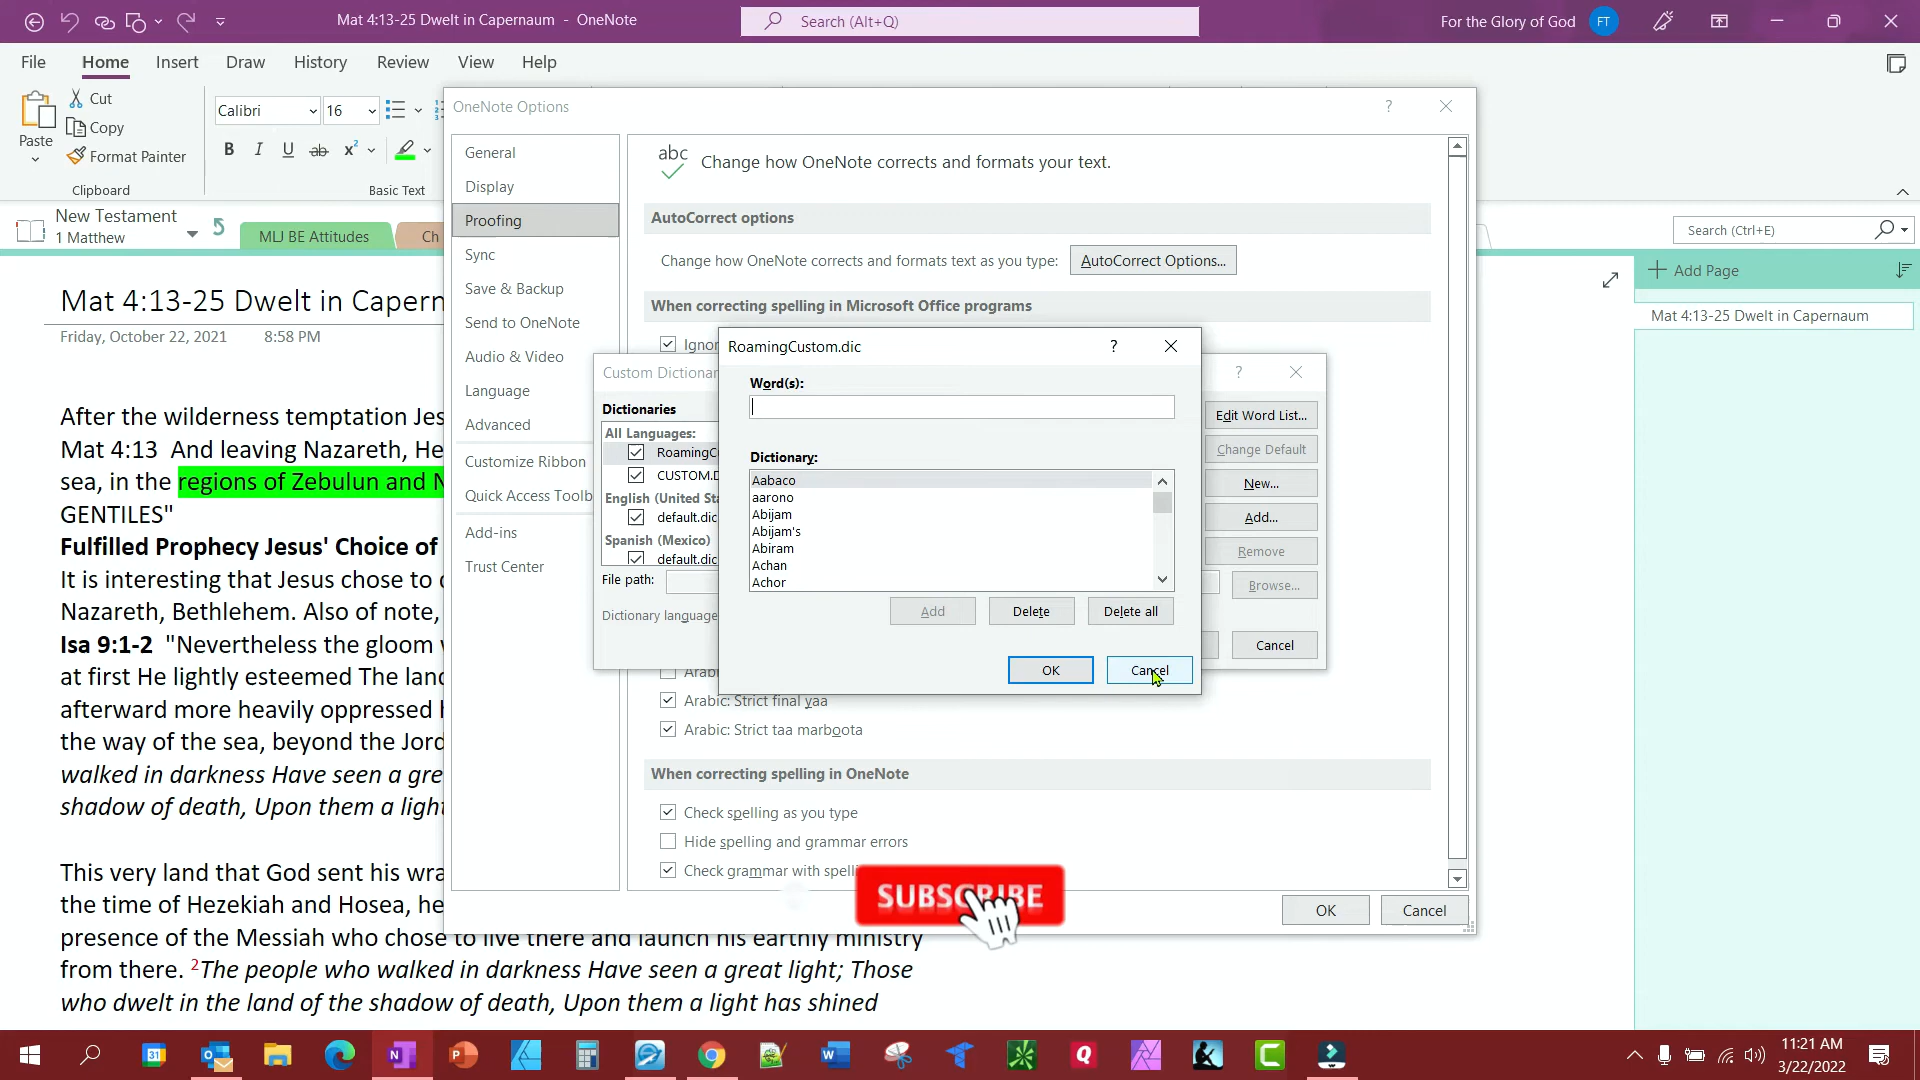 Mat 4:13-25 Dwelt in Capernaum - OneNote
Search (Alt+Q)
For the Glory of God
FT
File
Home
Insert
Draw
History
Review
View
Help
Paste
Cut
Copy
Format Painter
Clipboard
Calibri
16
B I U ab x²
Basic Text
New Testament
1 Matthew
MLJ BE Attitudes
Ch
Search (Ctrl+E)
Add Page
Mat 4:13-25 Dwelt in Capernaum
Mat 4:13-25 Dwelt in Capern
Friday, October 22, 2021
8:58 PM
After the wilderness temptation Jes
Mat 4:13 And leaving Nazareth, He
sea, in the regions of Zebulun and N
GENTILES"
Fulfilled Prophecy Jesus' Choice of
It is interesting that Jesus chose to
Nazareth, Bethlehem. Also of note,
Isa 9:1-2 "Nevertheless the gloom
at first He lightly esteemed The land
afterward more heavily oppressed
the way of the sea, beyond the Jord
walked in darkness Have seen a gre
shadow of death, Upon them a light
This very land that God sent his wra
the time of Hezekiah and Hosea, he
presence of the Messiah who chose to live there and launch his earthly ministry
from there. ²The people who walked in darkness Have seen a great light; Those
who dwelt in the land of the shadow of death, Upon them a light has shined
OneNote Options
?
General
Display
Proofing
Sync
Save & Backup
Send to OneNote
Audio & Video
Language
Advanced
Customize Ribbon
Quick Access Toolb
Add-ins
Trust Center
abc
Change how OneNote corrects and formats your text.
AutoCorrect options
Change how OneNote corrects and formats text as you type:
AutoCorrect Options...
When correcting spelling in Microsoft Office programs
Ignor
Arabi
Arabic: Strict final yaa
Arabic: Strict taa marboota
When correcting spelling in OneNote
Check spelling as you type
Hide spelling and grammar errors
Check grammar with spelli
OK
Cancel
Custom Dictionar
?
Dictionaries
All Languages:
RoamingC
CUSTOM.D
English (United Sta
default.dic
Spanish (Mexico)
default.dic
File path:
Dictionary language
Edit Word List...
Change Default
New...
Add...
Remove
Browse...
Cancel
RoamingCustom.dic
?
Word(s):
Dictionary:
Aabaco
aarono
Abijam
Abijam's
Abiram
Achan
Achor
Add
Delete
Delete all
OK
Cancel
SUBSCRIBE
31
11:21 AM
3/22/2022